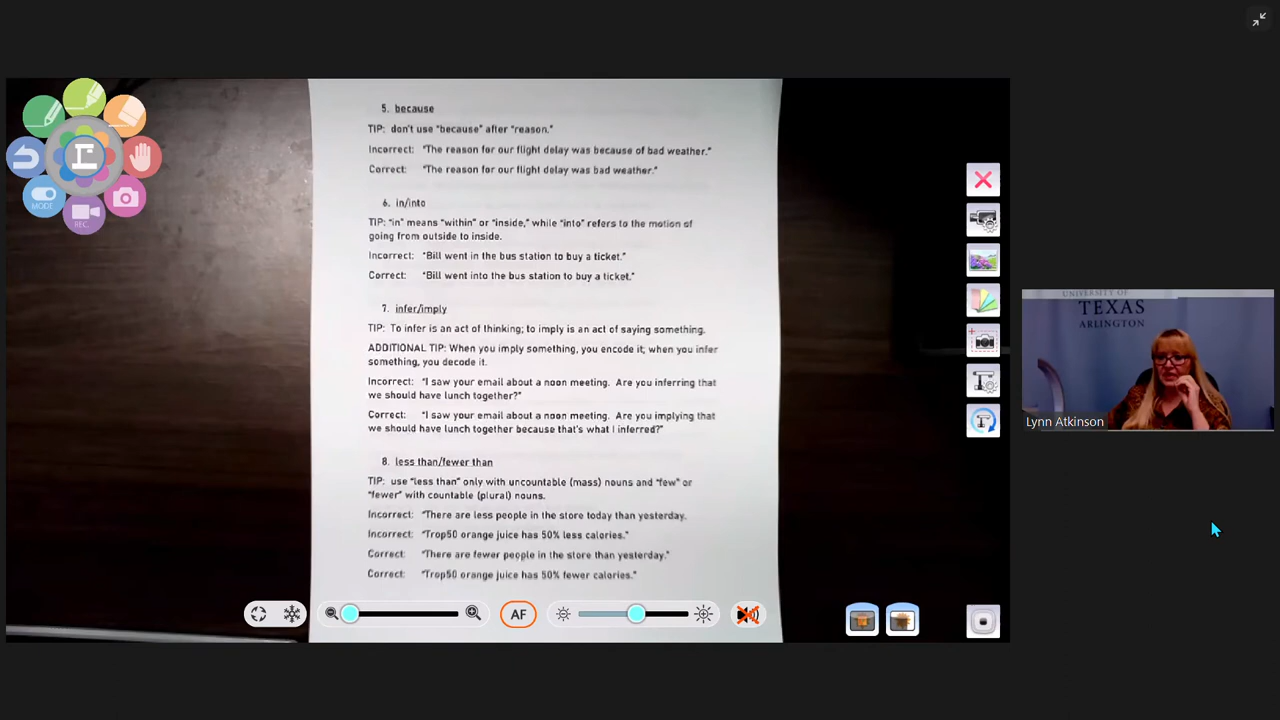 5. because
TIP: don't use "because" after "reason."
Incorrect: "The reason for our flight delay was because of bad weather."
Correct: "The reason for our flight delay was bad weather."
6. in/into
TIP: "in" means "within" or "inside," while "into" refers to the motion of
going from outside to inside.
Incorrect: "Bill went in the bus station to buy a ticket."
Correct: "Bill went into the bus station to buy a ticket."
7. infer/imply
TIP: To infer is an act of thinking; to imply is an act of saying something.
ADDITIONAL TIP: When you imply something, you encode it; when you infer
something, you decode it.
Incorrect: "I saw your email about a noon meeting. Are you inferring that
we should have lunch together?"
Correct: "I saw your email about a noon meeting. Are you implying that
we should have lunch together because that's what I inferred?"
8. less than/fewer than
TIP: use "less than" only with uncountable (mass) nouns and "few" or
"fewer" with countable (plural) nouns.
Incorrect: "There are less people in the store today than yesterday.
Incorrect: "Trop50 orange juice has 50% less calories."
Correct: "There are fewer people in the store than yesterday."
Correct: "Trop50 orange juice has 50% fewer calories."
MODE
REC.
AF
UNIVERSITY OF
TEXAS
ARLINGTON
Lynn Atkinson